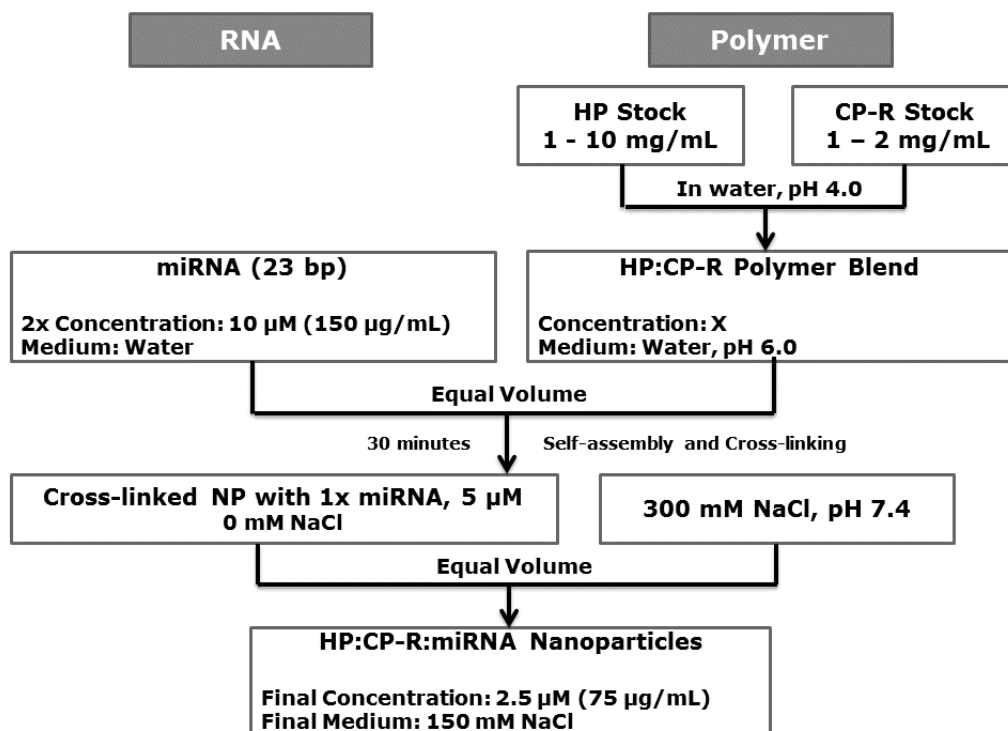 RNA
Polymer
HP Stock
1 - 10 mg/mL
CP-R Stock
1 – 2 mg/mL
In water, pH 4.0
miRNA (23 bp)
2x Concentration: 10 µM (150 µg/mL)
Medium: Water
HP:CP-R Polymer Blend
Concentration: X
Medium: Water, pH 6.0
Equal Volume
30 minutes
Self-assembly and Cross-linking
Cross-linked NP with 1x miRNA, 5 µM
0 mM NaCl
300 mM NaCl, pH 7.4
Equal Volume
HP:CP-R:miRNA Nanoparticles
Final Concentration: 2.5 µM (75 µg/mL)
Final Medium: 150 mM NaCl